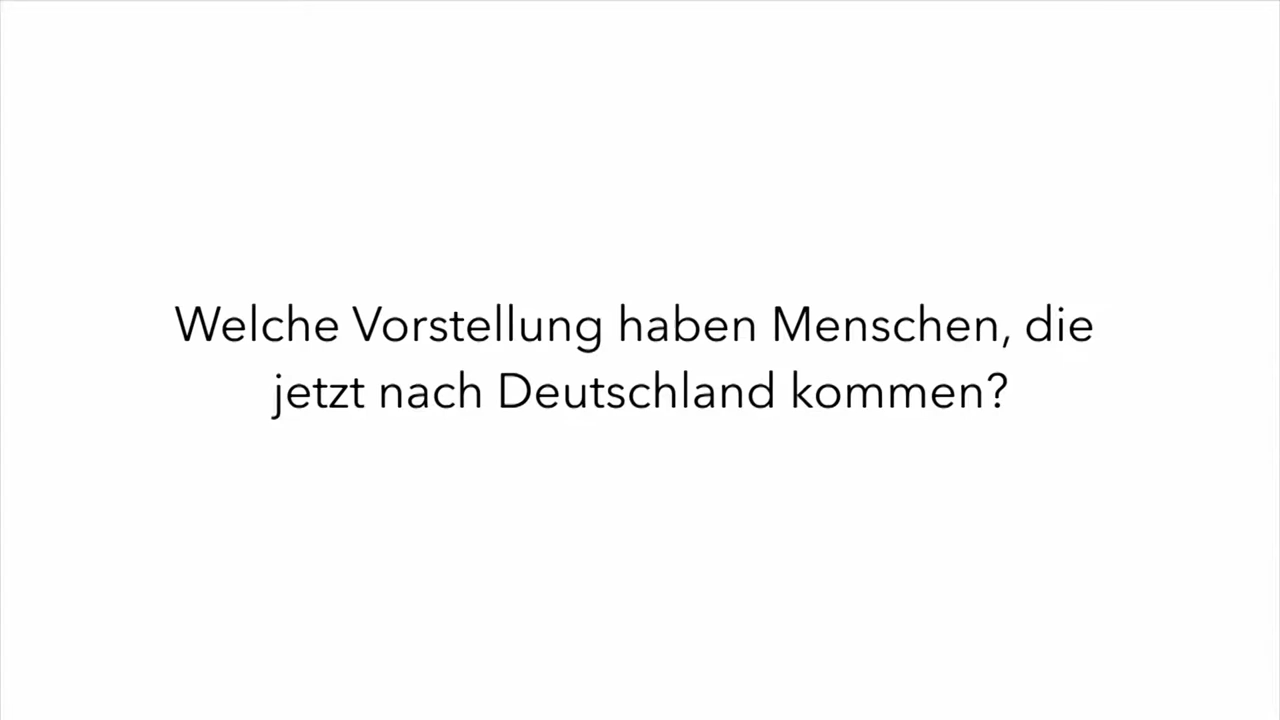 Welche Vorstellung haben Menschen, die
jetzt nach Deutschland kommen?